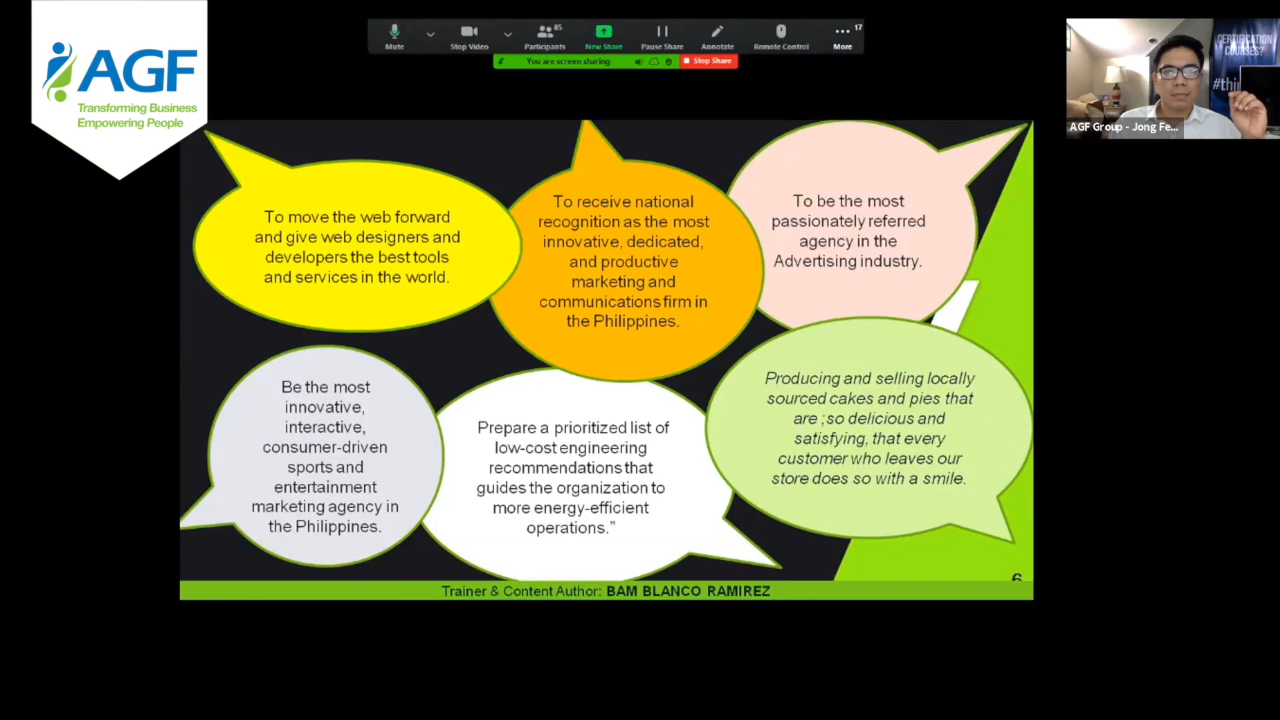 AGF
Transforming Business
Empowering People
Mute
Stop Video
Participants
85
New Share
Pause Share
Annotate
Remote Control
More
17
You are screen sharing
Stop Share
CERTIFICATION
COURSES?
AGF Group - Jong Fe...
To move the web forward
and give web designers and
developers the best tools
and services in the world.
To receive national
recognition as the most
innovative, dedicated,
and productive
marketing and
communications firm in
the Philippines.
To be the most
passionately referred
agency in the
Advertising industry.
Be the most
innovative,
interactive,
consumer-driven
sports and
entertainment
marketing agency in
the Philippines.
Prepare a prioritized list of
low-cost engineering
recommendations that
guides the organization to
more energy-efficient
operations.”
Producing and selling locally
sourced cakes and pies that
are ;so delicious and
satisfying, that every
customer who leaves our
store does so with a smile.
6
Trainer & Content Author: BAM BLANCO RAMIREZ